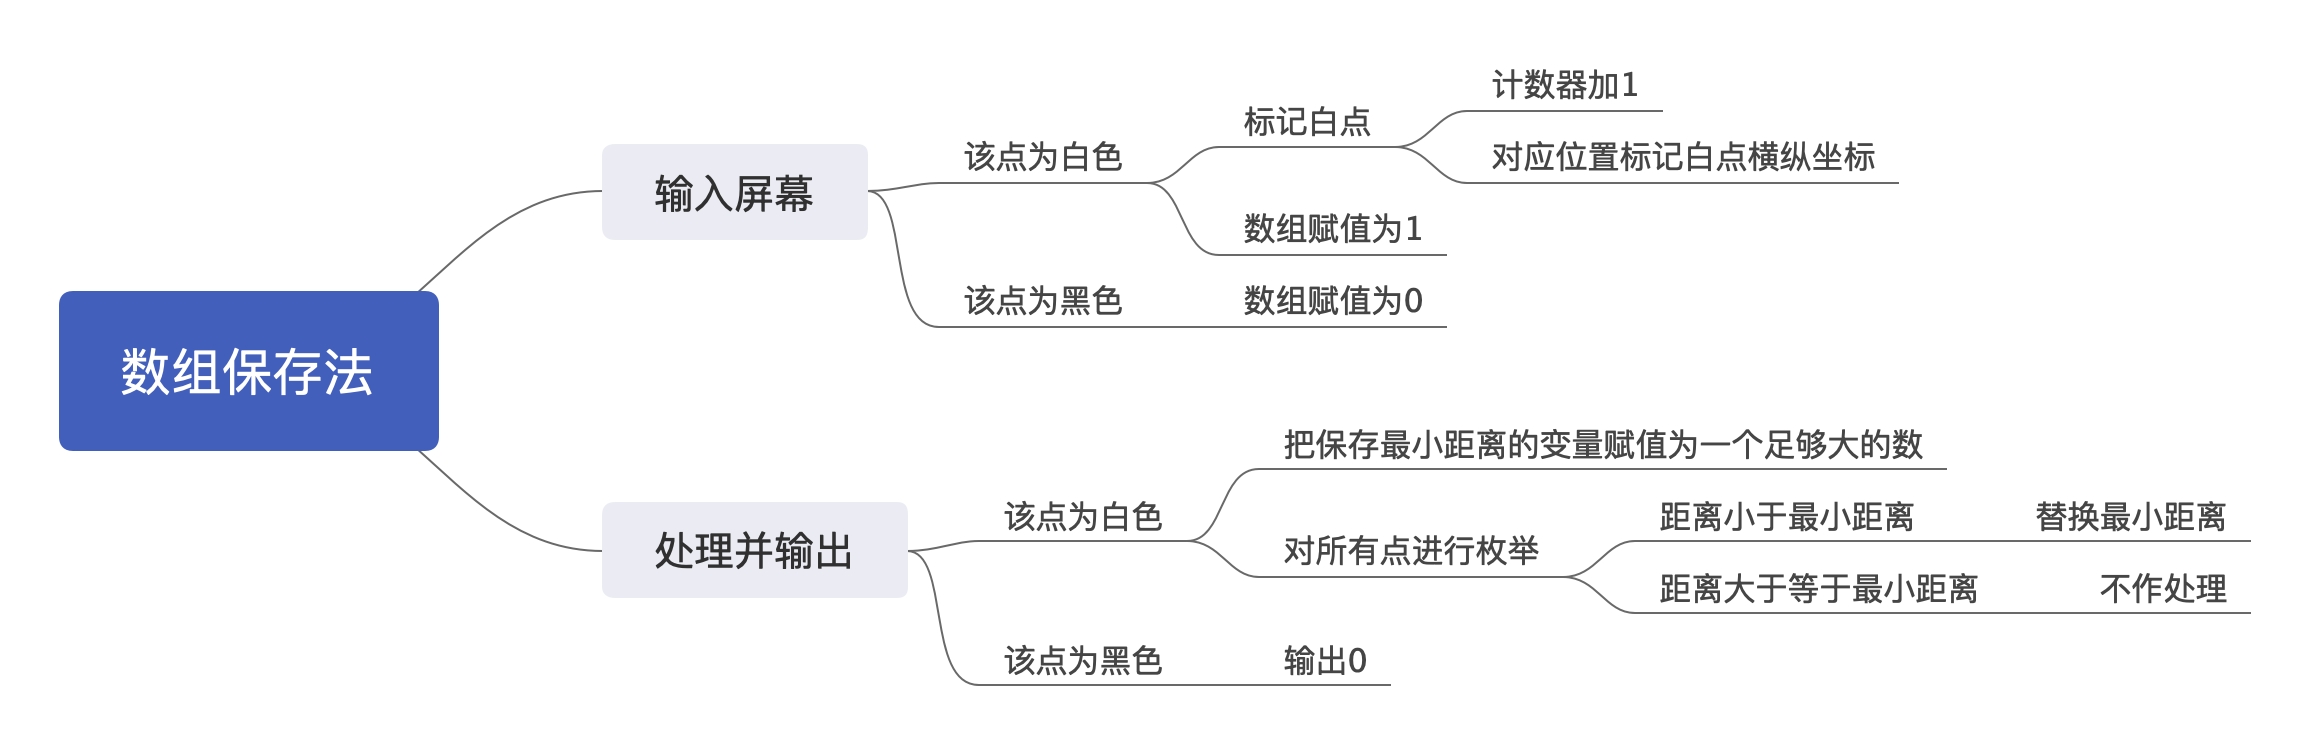 数组保存法
输入屏幕
该点为白色
标记白点
计数器加1
对应位置标记白点横纵坐标
数组赋值为1
该点为黑色
数组赋值为0
处理并输出
该点为白色
把保存最小距离的变量赋值为一个足够大的数
对所有点进行枚举
距离小于最小距离
替换最小距离
距离大于等于最小距离
不作处理
该点为黑色
输出0